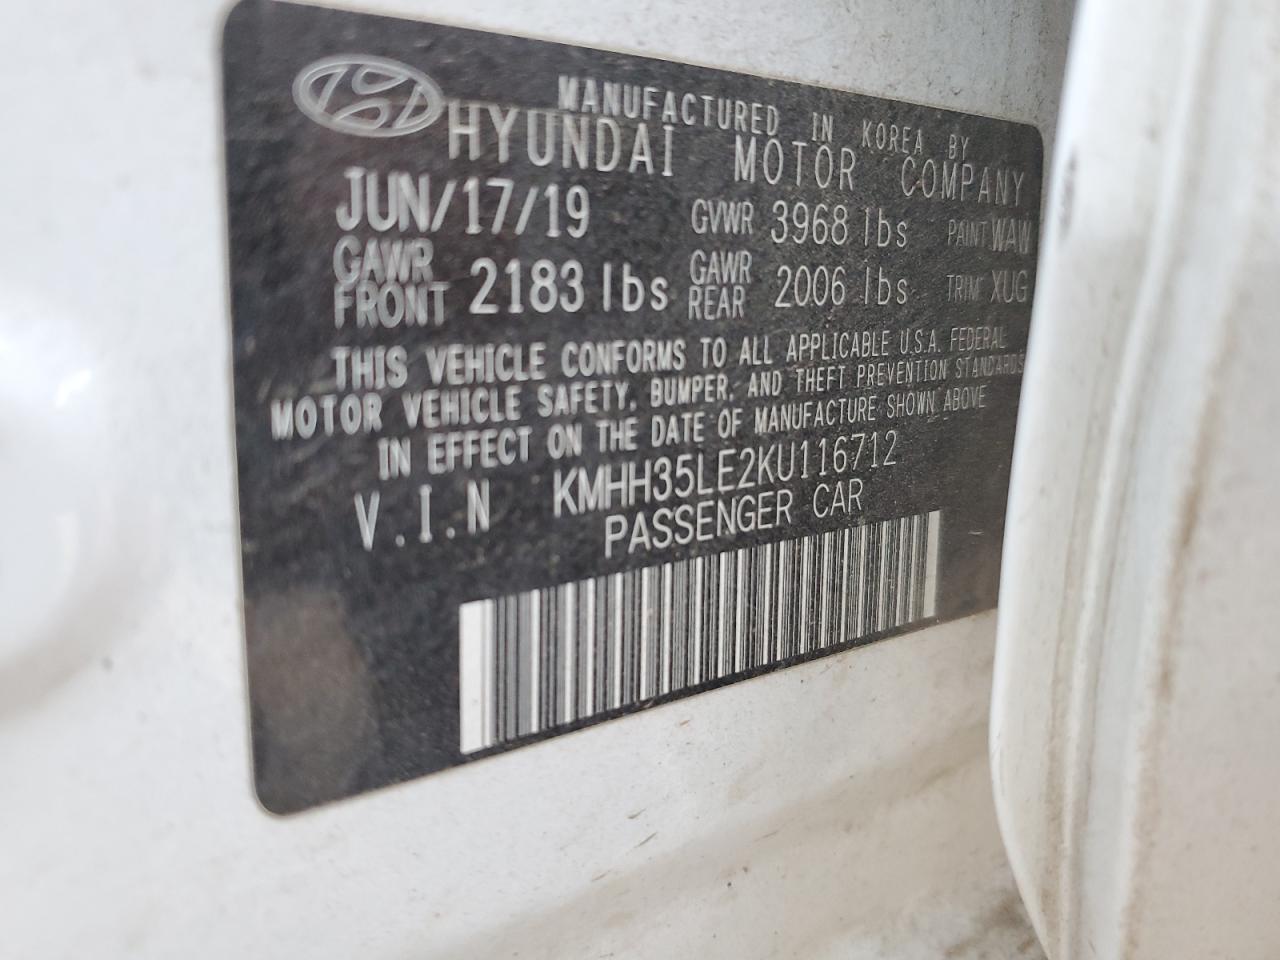 MANUFACTURED IN KOREA BY
HYUNDAI MOTOR COMPANY
JUN/17/19 GVWR 3968 lbs PAINT WAW
GAWR FRONT 2183 lbs GAWR REAR 2006 lbs TRIM XUG
THIS VEHICLE CONFORMS TO ALL APPLICABLE U.S.A. FEDERAL
MOTOR VEHICLE SAFETY, BUMPER, AND THEFT PREVENTION STANDARDS
IN EFFECT ON THE DATE OF MANUFACTURE SHOWN ABOVE
V.I.N KMHH35LE2KU116712
PASSENGER CAR